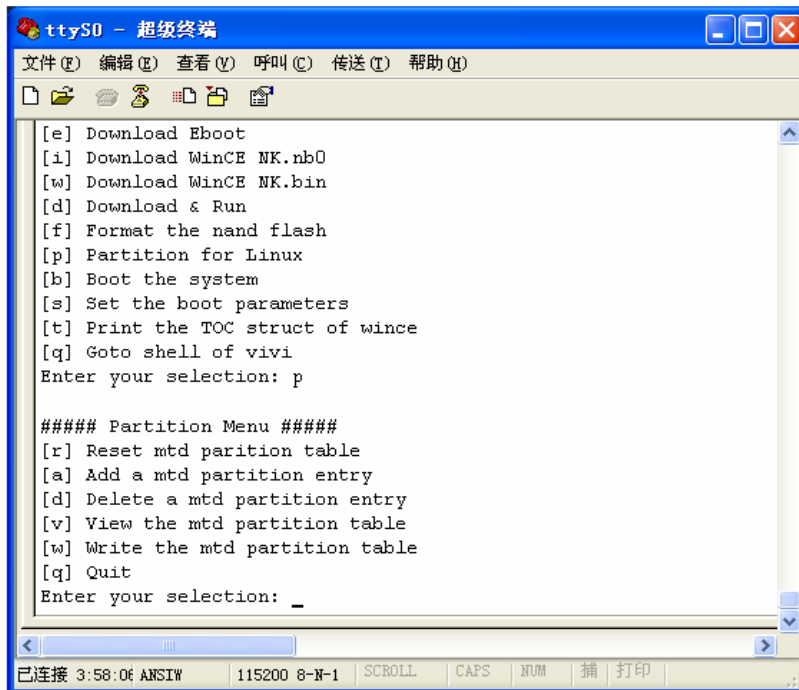 ttyS0 - 超级终端
文件(F) 编辑(E) 查看(V) 呼叫(C) 传送(T) 帮助(H)
[e] Download Eboot
[i] Download WinCE NK.nb0
[w] Download WinCE NK.bin
[d] Download & Run
[f] Format the nand flash
[p] Partition for Linux
[b] Boot the system
[s] Set the boot parameters
[t] Print the TOC struct of wince
[q] Goto shell of vivi
Enter your selection: p
##### Partition Menu #####
[r] Reset mtd parition table
[a] Add a mtd partition entry
[d] Delete a mtd partition entry
[v] View the mtd partition table
[w] Write the mtd partition table
[q] Quit
Enter your selection: _
已连接 3:58:06 ANSIW 115200 8-N-1 SCROLL CAPS NUM 捕 打印